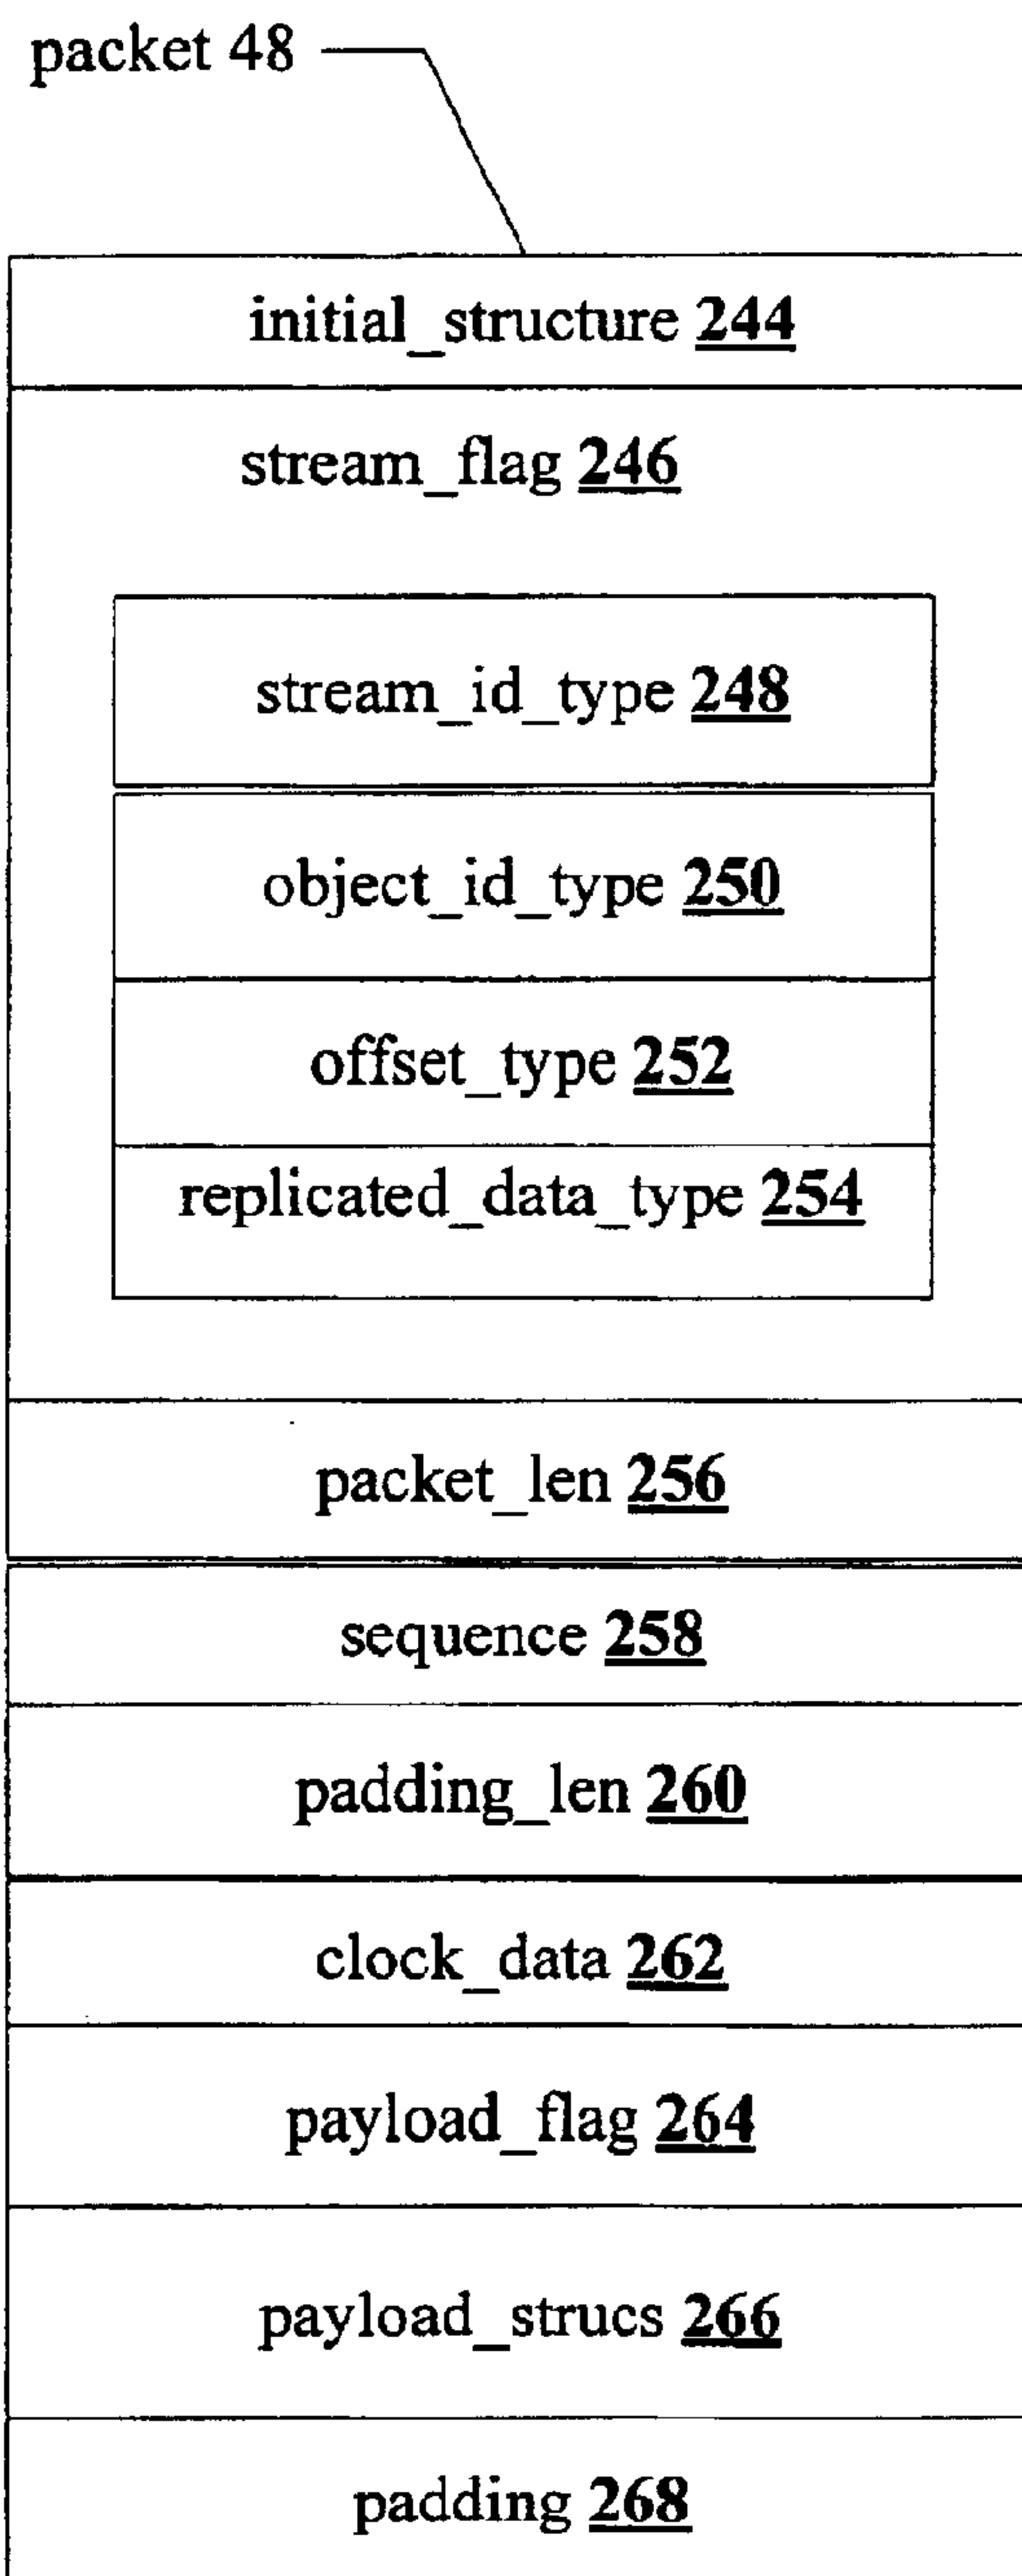 packet 48
initial_structure 244
stream_flag 246
stream_id_type 248
object_id_type 250
offset_type 252
replicated_data_type 254
packet_len 256
sequence 258
padding_len 260
clock_data 262
payload_flag 264
payload_strucs 266
padding 268